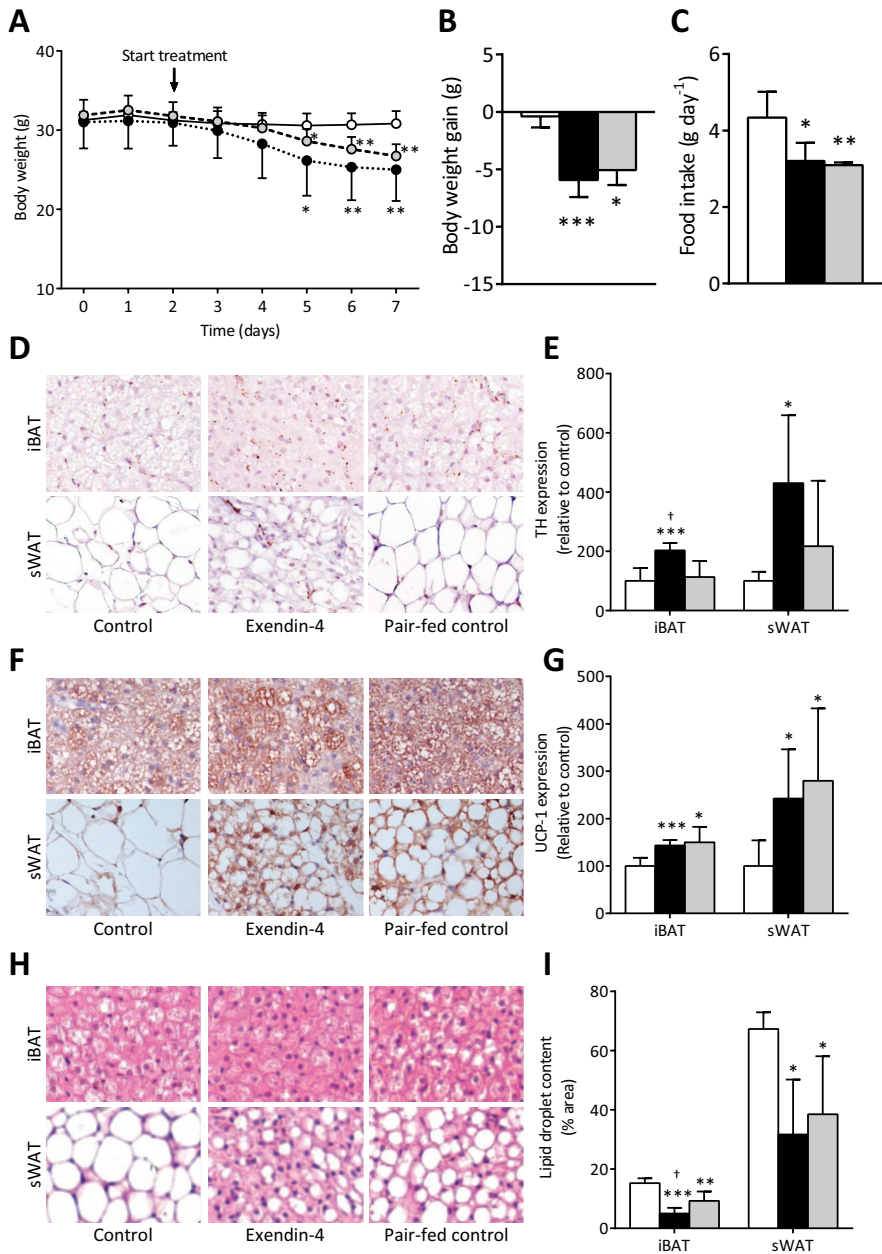 A
Start treatment
Body weight (g)
40
30
20
10
0 1 2 3 4 5 6 7
Time (days)
* ** **
* ** **
B
Body weight gain (g)
0
-5
-10
-15
*** *
C
Food intake (g day⁻¹)
6
4
2
0
* **
D
iBAT
sWAT
Control Exendin-4 Pair-fed control
E
TH expression
(relative to control)
800
600
400
200
0
†
*** *
iBAT sWAT
F
iBAT
sWAT
Control Exendin-4 Pair-fed control
G
UCP-1 expression
(Relative to control)
500
400
300
200
100
0
*** * * *
iBAT sWAT
H
iBAT
sWAT
Control Exendin-4 Pair-fed control
I
Lipid droplet content
(% area)
80
60
40
20
0
†
*** ** * *
iBAT sWAT